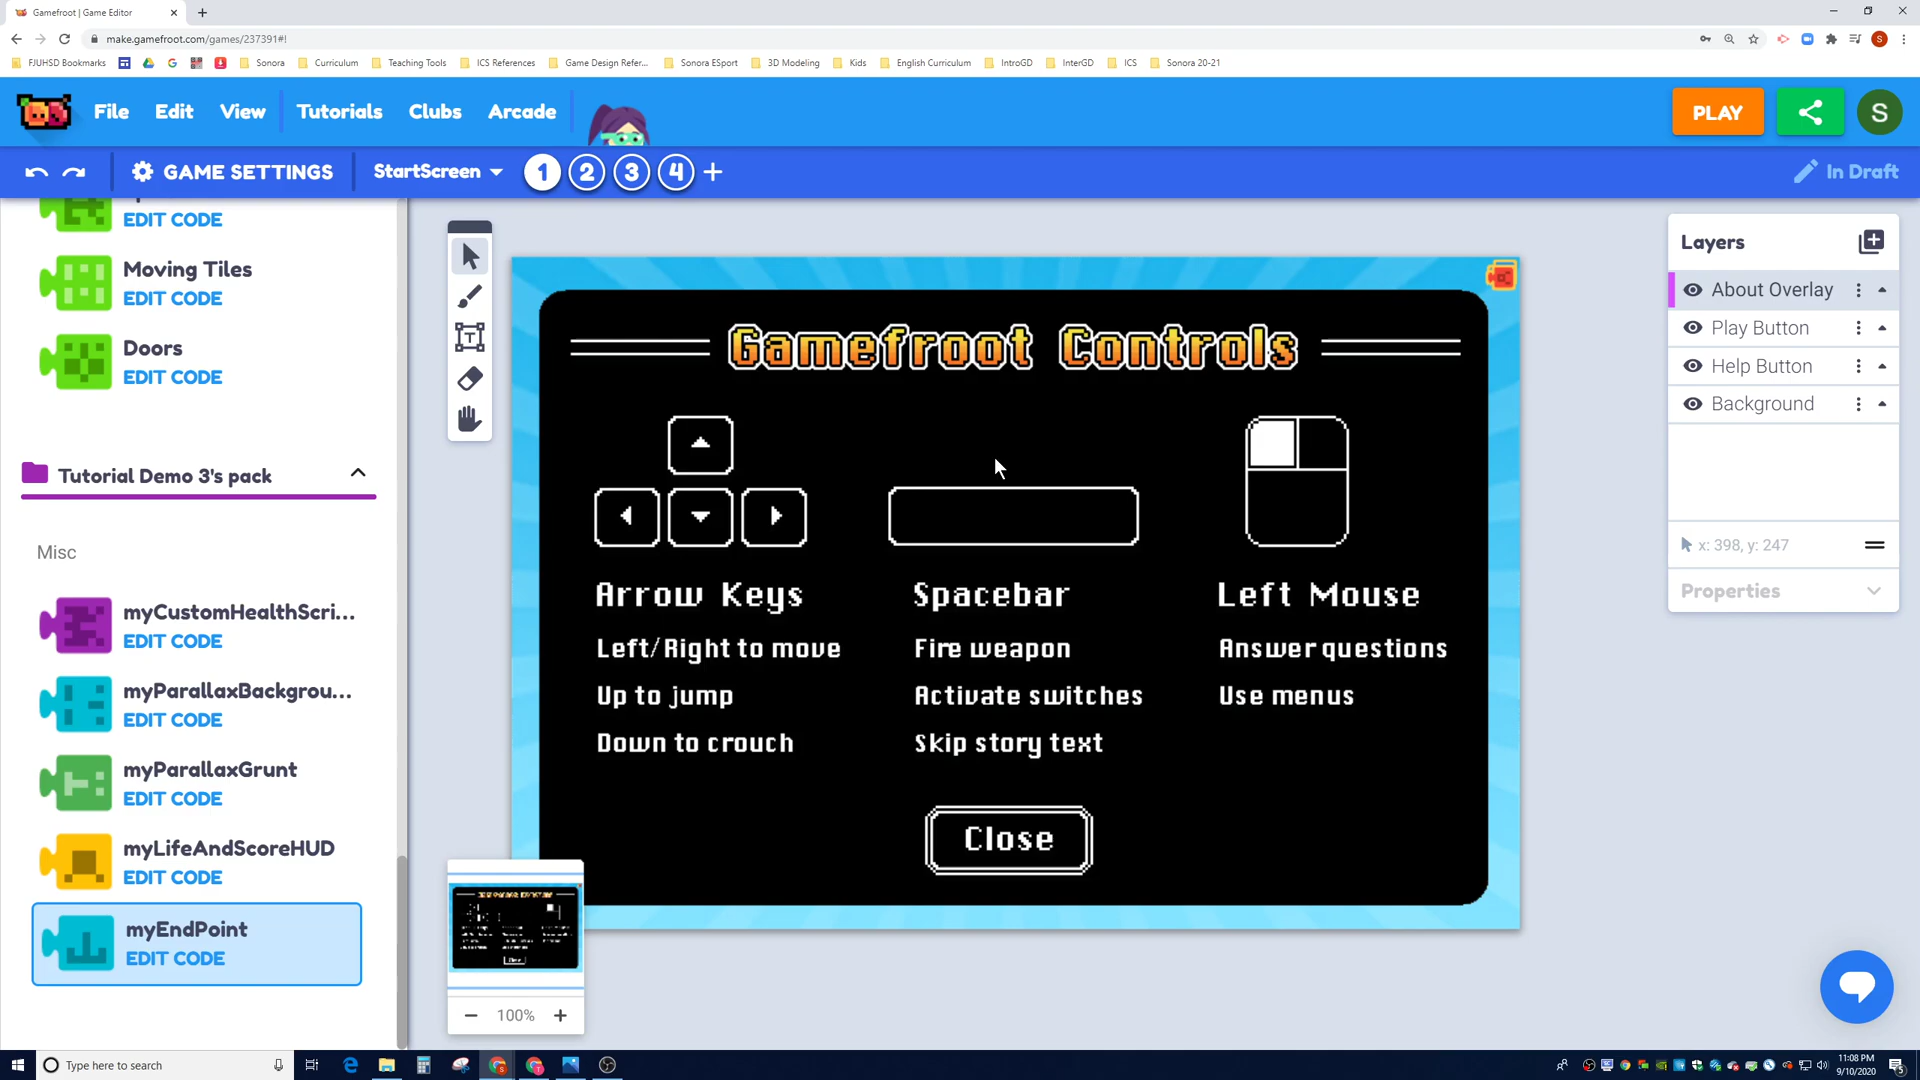 Gamefroot | Game Editor
make.gamefroot.com/games/237391#!
FJUHSD Bookmarks Sonora Curriculum Teaching Tools ICS References Game Design Refer... Sonora ESport 3D Modeling Kids English Curriculum IntroGD InterGD ICS Sonora 20-21
File Edit View Tutorials Clubs Arcade PLAY S
GAME SETTINGS StartScreen 1 2 3 4 In Draft
EDIT CODE
Moving Tiles
EDIT CODE
Doors
EDIT CODE
Tutorial Demo 3's pack
Misc
myCustomHealthScri...
EDIT CODE
myParallaxBackgrou...
EDIT CODE
myParallaxGrunt
EDIT CODE
myLifeAndScoreHUD
EDIT CODE
myEndPoint
EDIT CODE
Gamefroot Controls
Arrow Keys
Left/Right to move
Up to jump
Down to crouch
Spacebar
Fire weapon
Activate switches
Skip story text
Left Mouse
Answer questions
Use menus
Close
100%
Layers
About Overlay
Play Button
Help Button
Background
x: 398, y: 247
Properties
Type here to search
11:08 PM
9/10/2020